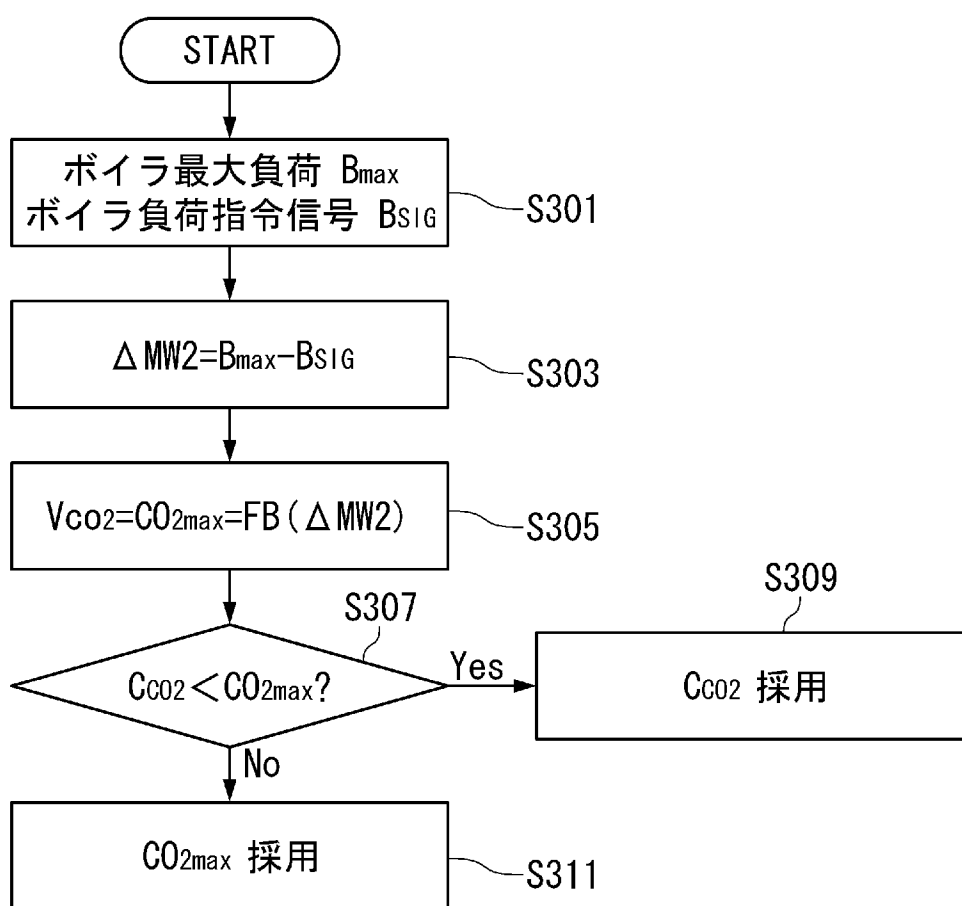 START
ボイラ最大負荷 Bmax
ボイラ負荷指令信号 BSIG
S301
ΔMW2=Bmax-BSIG
S303
Vco2=CO2max=FB(ΔMW2)
S305
S307
CCO2<CO2max?
Yes
S309
CCO2 採用
No
CO2max 採用
S311